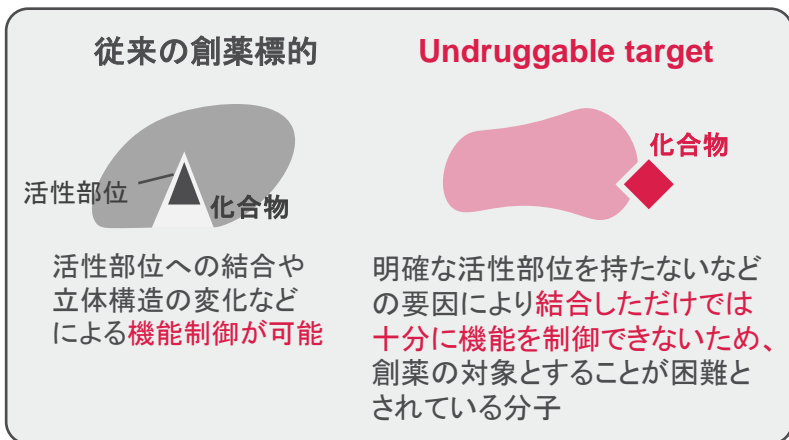 従来の創薬標的
活性部位
化合物
活性部位への結合や
立体構造の変化など
による機能制御が可能
Undruggable target
化合物
明確な活性部位を持たないなど
の要因により結合しただけでは
十分に機能を制御できないため、
創薬の対象とすることが困難と
されている分子